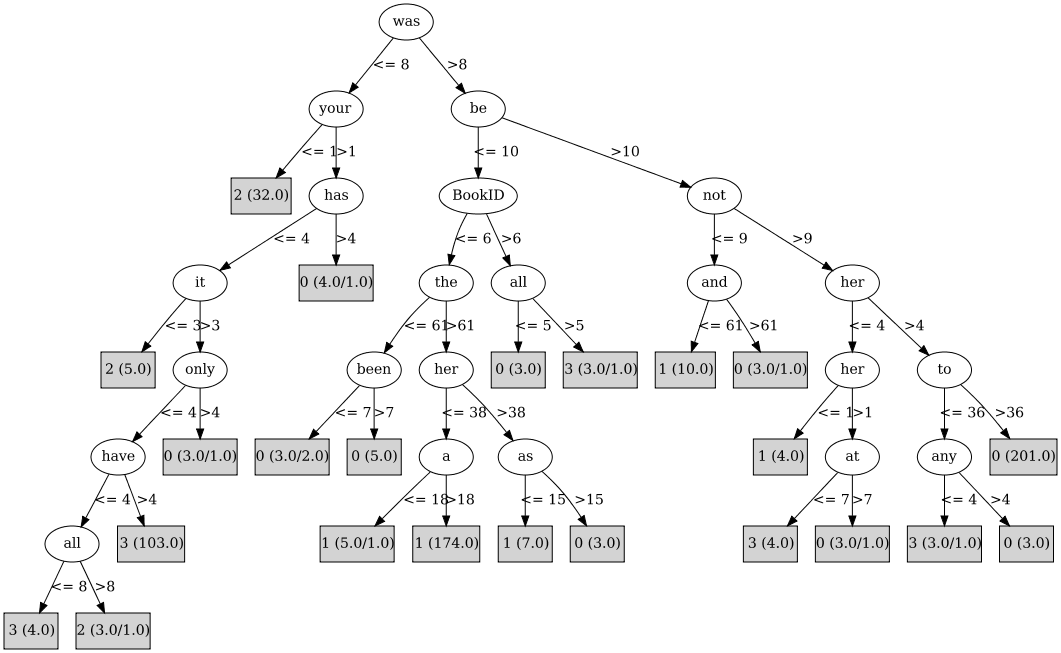 was
<= 8 >8
your be
<= 1 >1 <= 10 >10
2 (32.0) has BookID not
<= 4 >4 <= 6 >6 <= 9 >9
it 0 (4.0/1.0) the all and her
<= 3 >3 <= 61 >61 <= 5 >5 <= 61 >61 <= 4 >4
2 (5.0) only been her 0 (3.0) 3 (3.0/1.0) 1 (10.0) 0 (3.0/1.0) her to
<= 4 >4 <= 7 >7 <= 38 >38 <= 1 >1 <= 36 >36
have 0 (3.0/1.0) 0 (3.0/2.0) 0 (5.0) a as 1 (4.0) at any 0 (201.0)
<= 4 >4 <= 18 >18 <= 15 >15 <= 7 >7 <= 4 >4
all 3 (103.0) 1 (5.0/1.0) 1 (174.0) 1 (7.0) 0 (3.0) 3 (4.0) 0 (3.0/1.0) 3 (3.0/1.0) 0 (3.0)
<= 8 >8
3 (4.0) 2 (3.0/1.0)